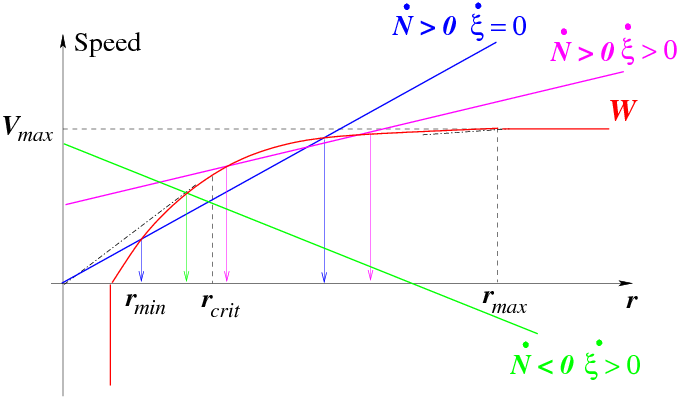 Ṅ > 0 ξ̇ = 0
Speed
Ṅ > 0 ξ̇ > 0
W
V_max
r_min
r_crit
r_max
r
Ṅ < 0 ξ̇ > 0